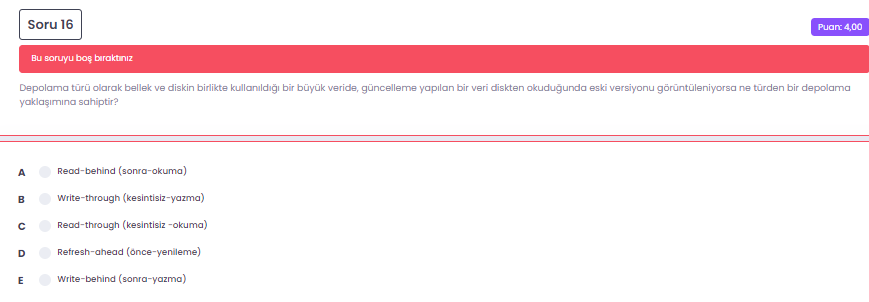 Soru 16
Puan: 4,00
Bu soruyu boş bıraktınız
Depolama türü olarak bellek ve diskin birlikte kullanıldığı bir büyük veride, güncelleme yapılan bir veri diskten okuduğunda eski versiyonu görüntüleniyorsa ne türden bir depolama
yaklaşımına sahiptir?
A Read-behind (sonra-okuma)
B Write-through (kesintisiz-yazma)
C Read-through (kesintisiz -okuma)
D Refresh-ahead (önce-yenileme)
E Write-behind (sonra-yazma)